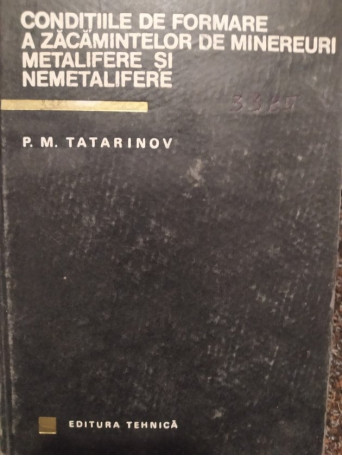 CONDIȚIILE DE FORMARE
A ZĂCĂMINTELOR DE MINEREURI
METALIFERE ȘI
NEMETALIFERE
P. M. TATARINOV
EDITURA TEHNICĂ